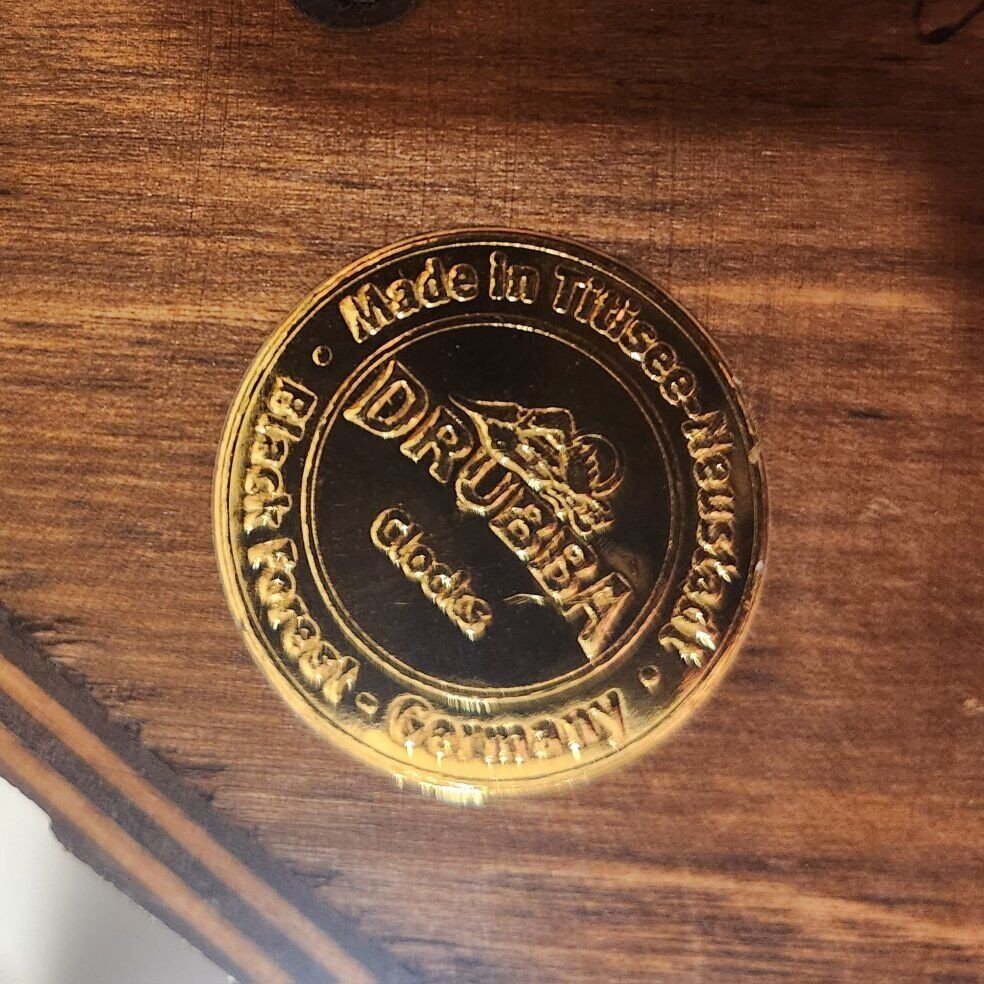 Made in Titisee-Neustadt
DRUBBA
clocks
Black Forest - Germany